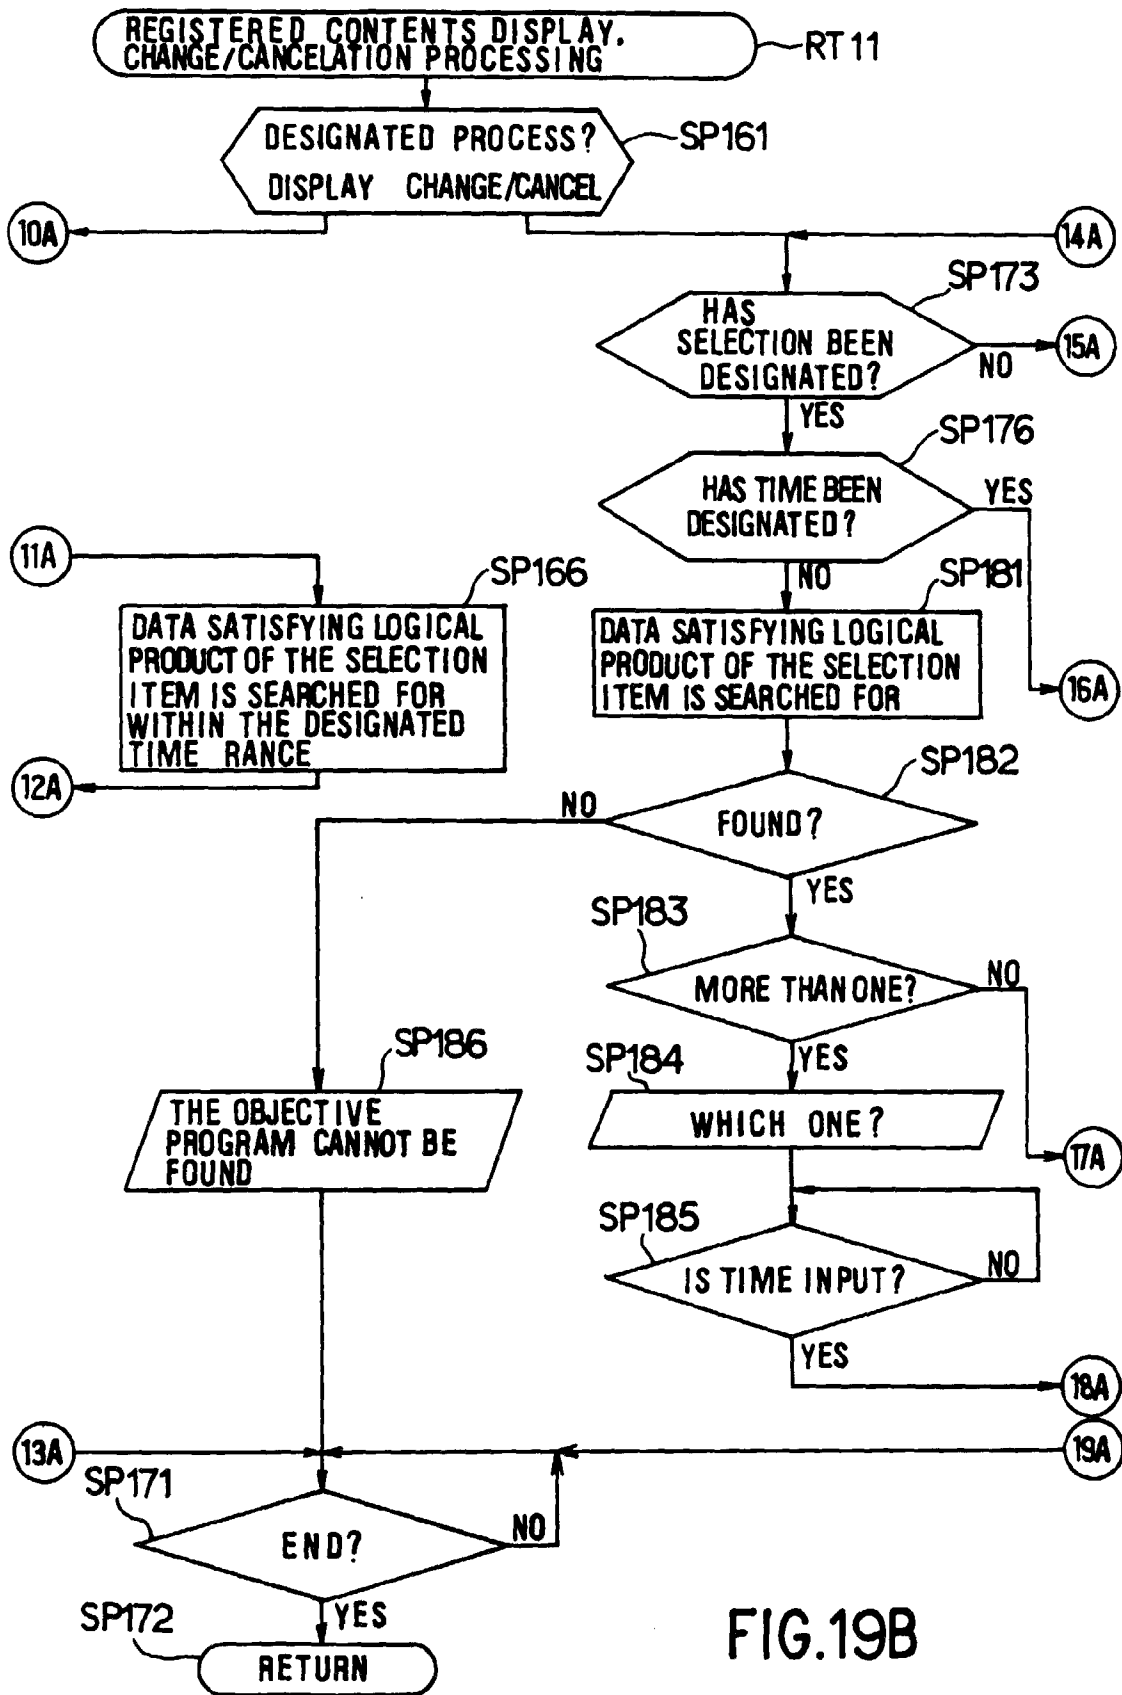 REGISTERED CONTENTS DISPLAY.
CHANGE/CANCELATION PROCESSING
RT11
DESIGNATED PROCESS?
DISPLAY CHANGE/CANCEL
SP161
10A
14A
SP173
HAS
SELECTION BEEN
DESIGNATED?
NO
15A
YES
SP176
HAS TIME BEEN
DESIGNATED?
YES
11A
NO
SP166
SP181
DATA SATISFYING LOGICAL
PRODUCT OF THE SELECTION
ITEM IS SEARCHED FOR
WITHIN THE DESIGNATED
TIME RANCE
DATA SATISFYING LOGICAL
PRODUCT OF THE SELECTION
ITEM IS SEARCHED FOR
16A
12A
SP182
NO
FOUND?
YES
SP183
MORE THAN ONE?
NO
SP186
YES
SP184
THE OBJECTIVE
PROGRAM CANNOT BE
FOUND
WHICH ONE?
17A
SP185
IS TIME INPUT?
NO
YES
18A
13A
19A
SP171
END?
NO
SP172
YES
RETURN
FIG.19B